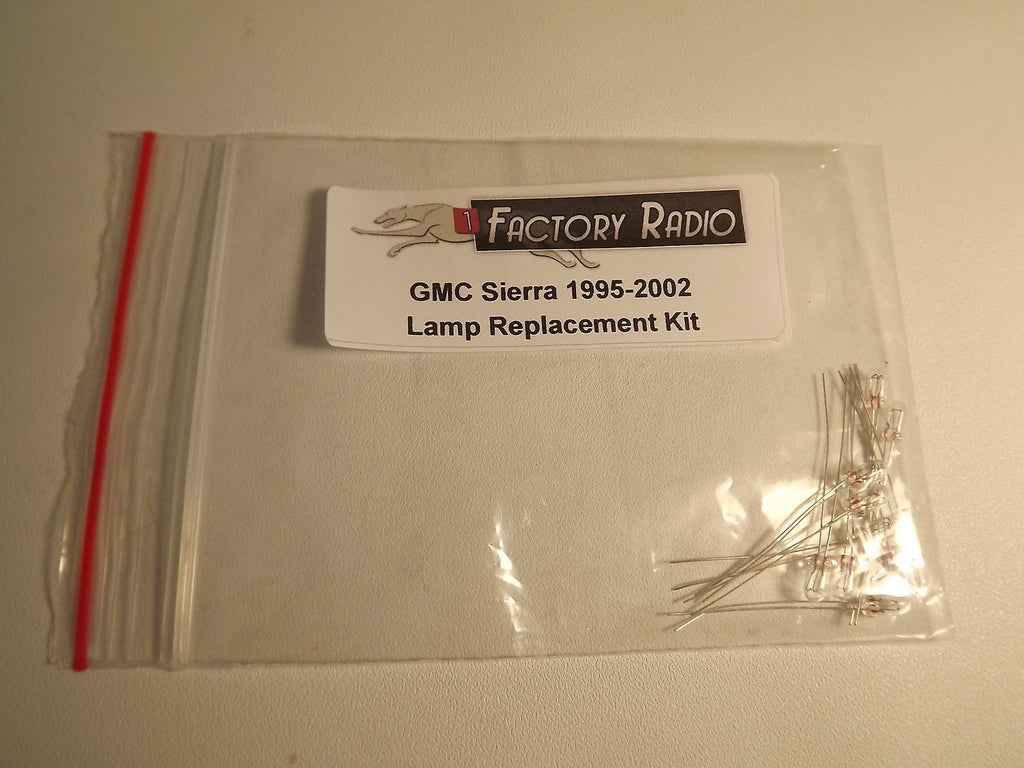 1 FACTORY RADIO
GMC Sierra 1995-2002
Lamp Replacement Kit